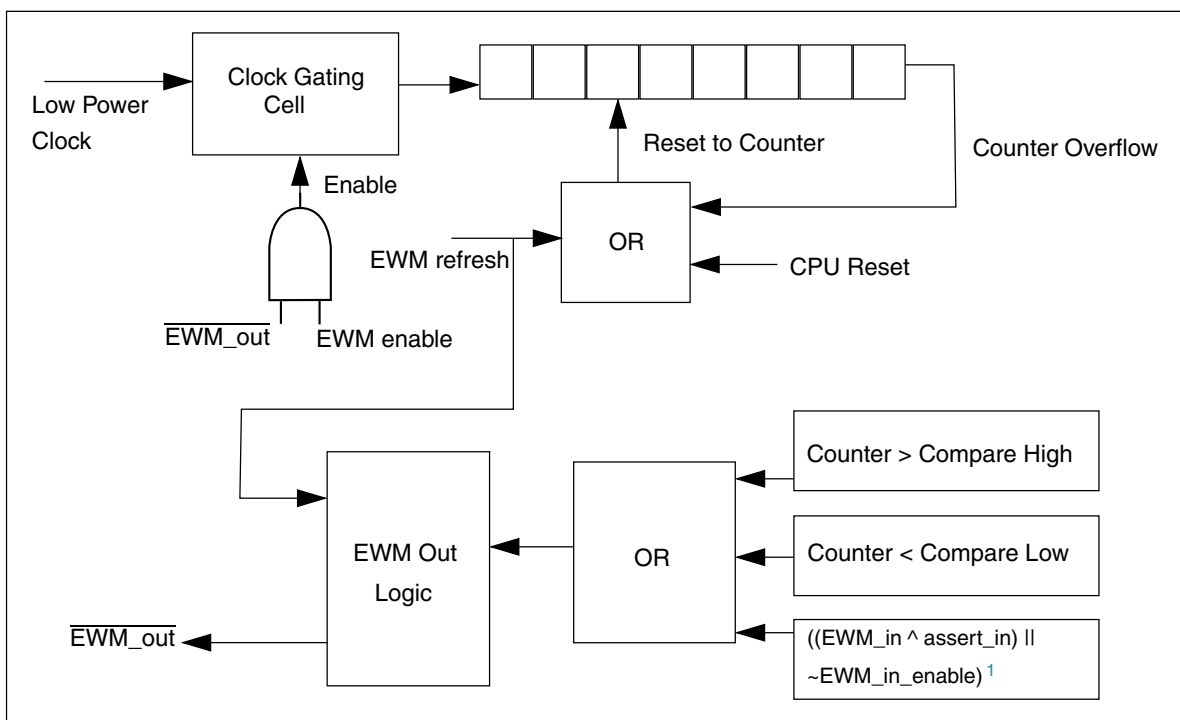 Clock Gating
Cell
Low Power
Clock
Enable
Reset to Counter
Counter Overflow
OR
EWM refresh
CPU Reset
EWM_out
EWM enable
Counter > Compare High
EWM Out
Logic
OR
Counter < Compare Low
EWM_out
((EWM_in ^ assert_in) ||
~EWM_in_enable) 1